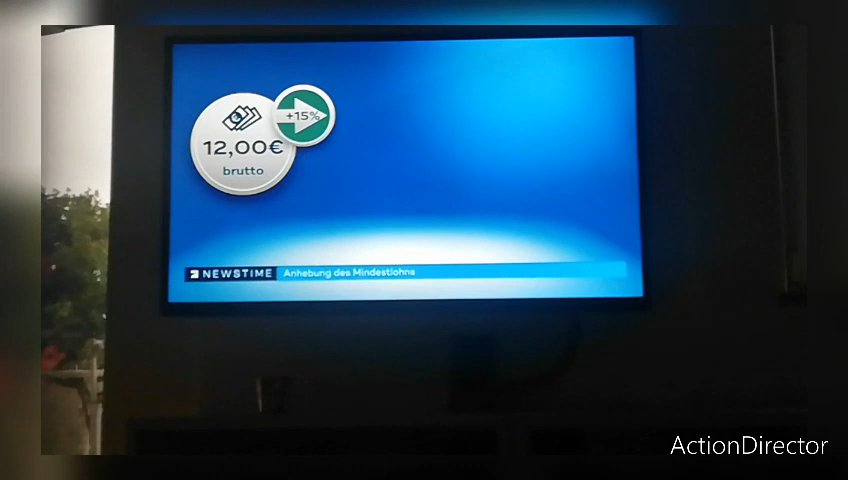 +15%
12,00€
brutto
NEWSTIME Anhebung des Mindestlohns
ActionDirector